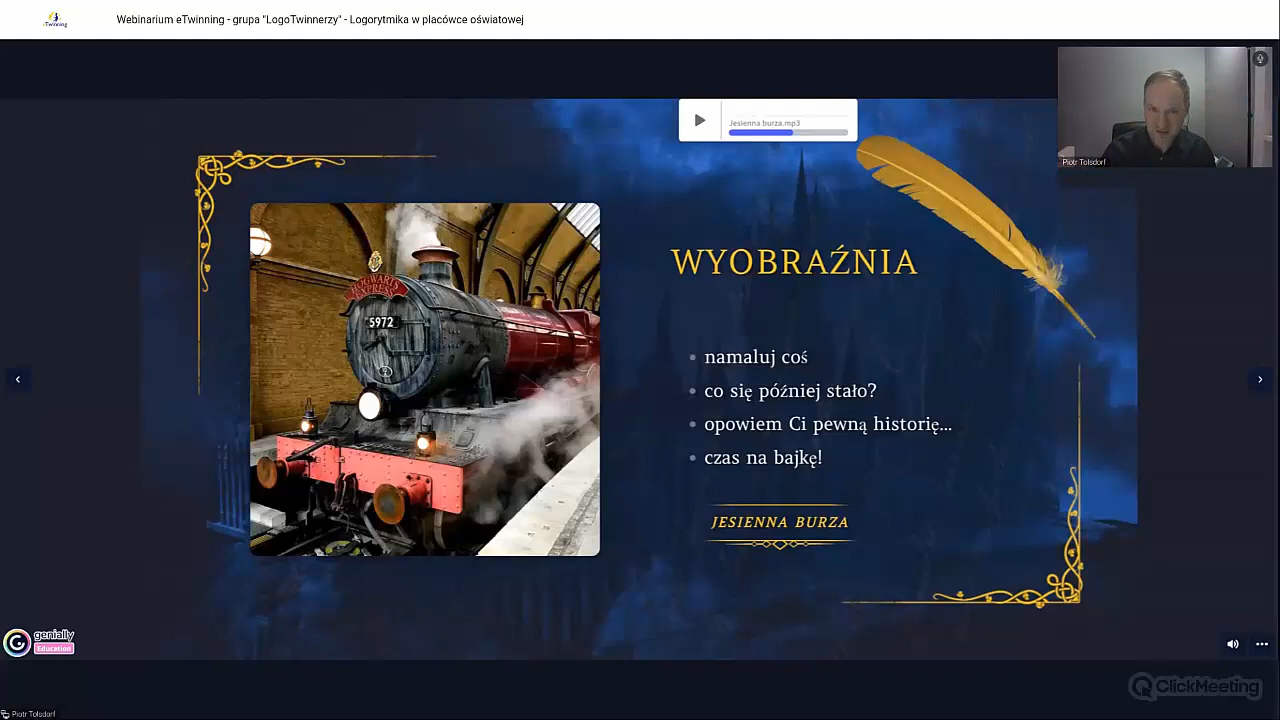 eTwinning
Webinarium eTwinning - grupa "LogoTwinnerzy" - Logorytmika w placówce oświatowej
Jesienna burza.mp3
Piotr Tolsdorf
HOGWARTS
EXPRESS
5972
WYOBRAŹNIA
namaluj coś
co się później stało?
opowiem Ci pewną historię...
czas na bajkę!
JESIENNA BURZA
genially
Education
ClickMeeting
Piotr Tolsdorf